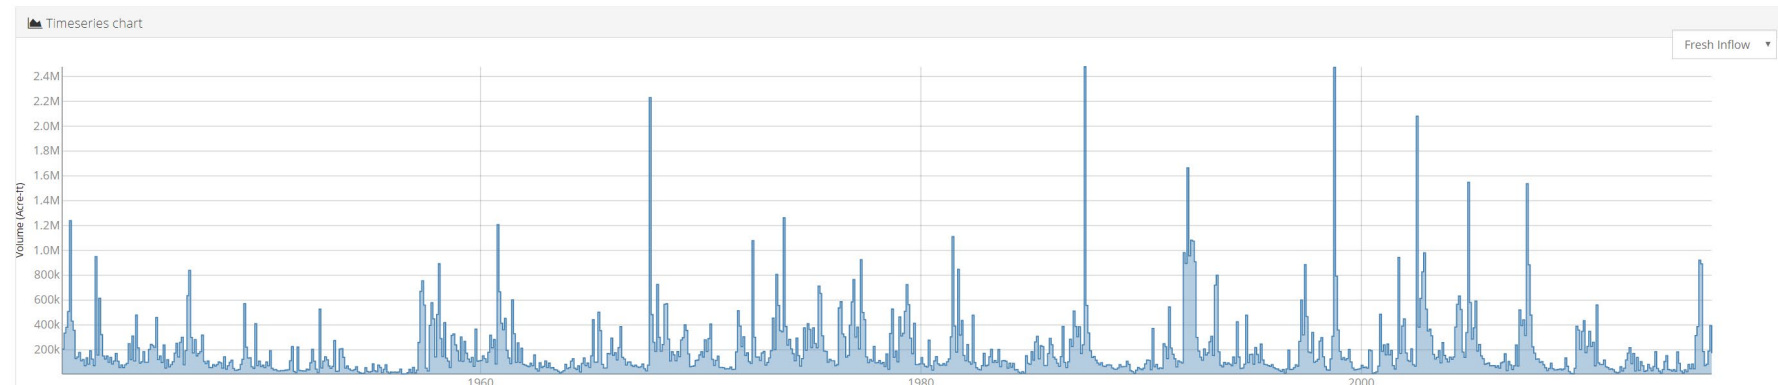 Timeseries chart
Fresh Inflow
2.4M
2.2M
2.0M
1.8M
1.6M
1.4M
1.2M
1.0M
800k
600k
400k
200k
Volume (Acre-ft)
1960
1980
2000